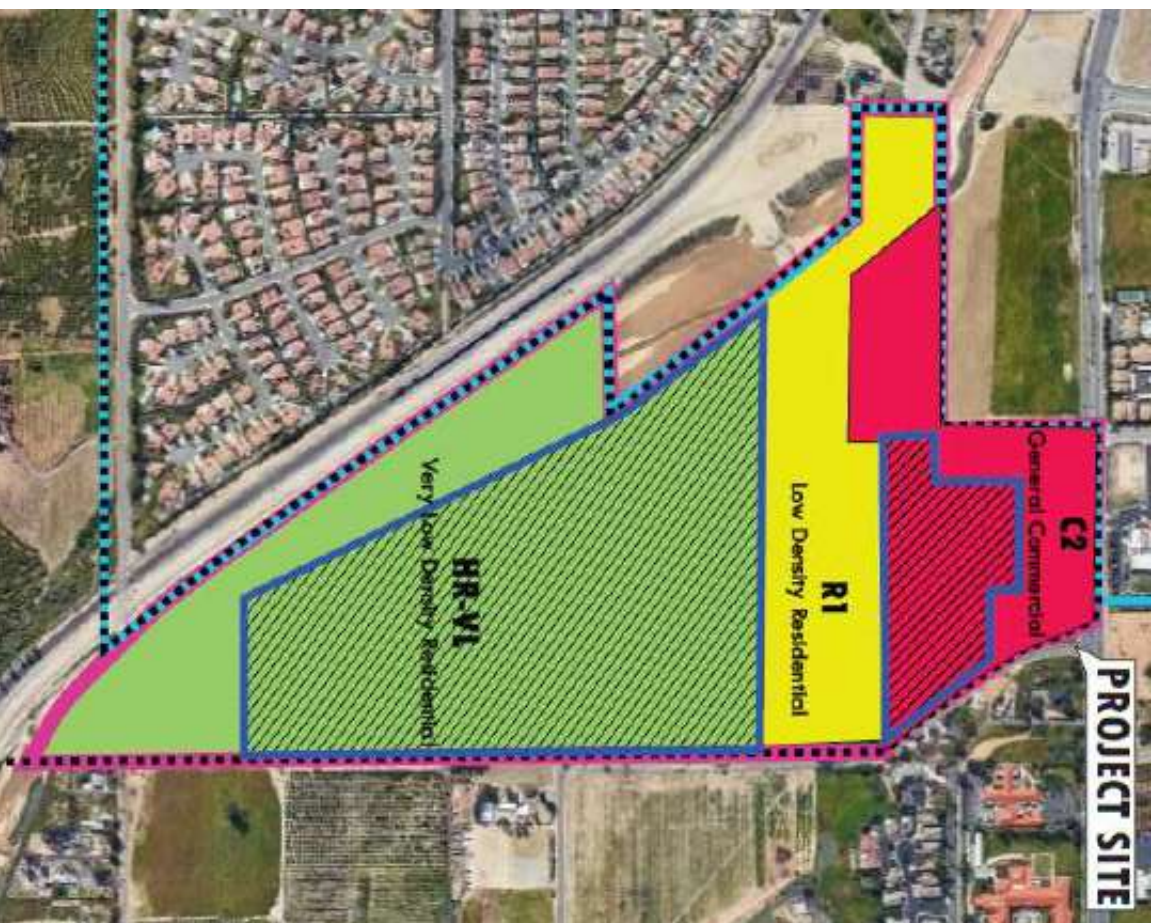 PROJECT SITE
C2
General Commercial
R1
Low Density Residential
HR-VL
Very Low Density Residential